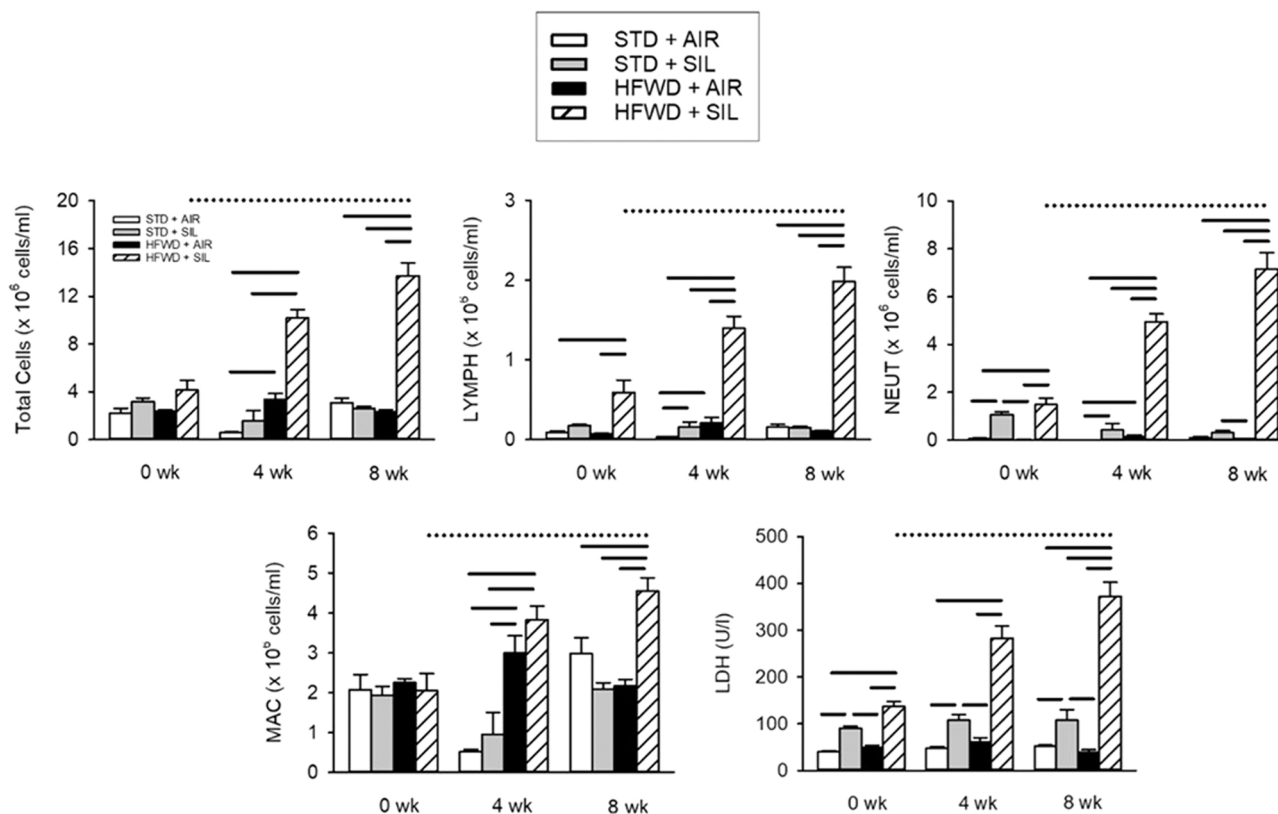 STD + AIR
STD + SIL
HFWD + AIR
HFWD + SIL
Total Cells (x 10⁶ cells/ml)
20
16
12
8
4
0
STD + AIR
STD + SIL
HFWD + AIR
HFWD + SIL
0 wk 4 wk 8 wk
LYMPH (x 10⁶ cells/ml)
3
2
1
0
0 wk 4 wk 8 wk
NEUT (x 10⁶ cells/ml)
10
8
6
4
2
0
0 wk 4 wk 8 wk
MAC (x 10⁶ cells/ml)
6
5
4
3
2
1
0
0 wk 4 wk 8 wk
LDH (U/l)
500
400
300
200
100
0
0 wk 4 wk 8 wk